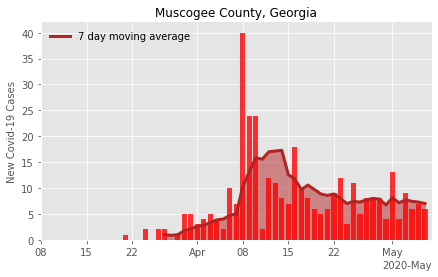 Muscogee County, Georgia
7 day moving average
New Covid-19 Cases
40
35
30
25
20
15
10
5
0
08 15 22 Apr 08 15 22 May
2020-May